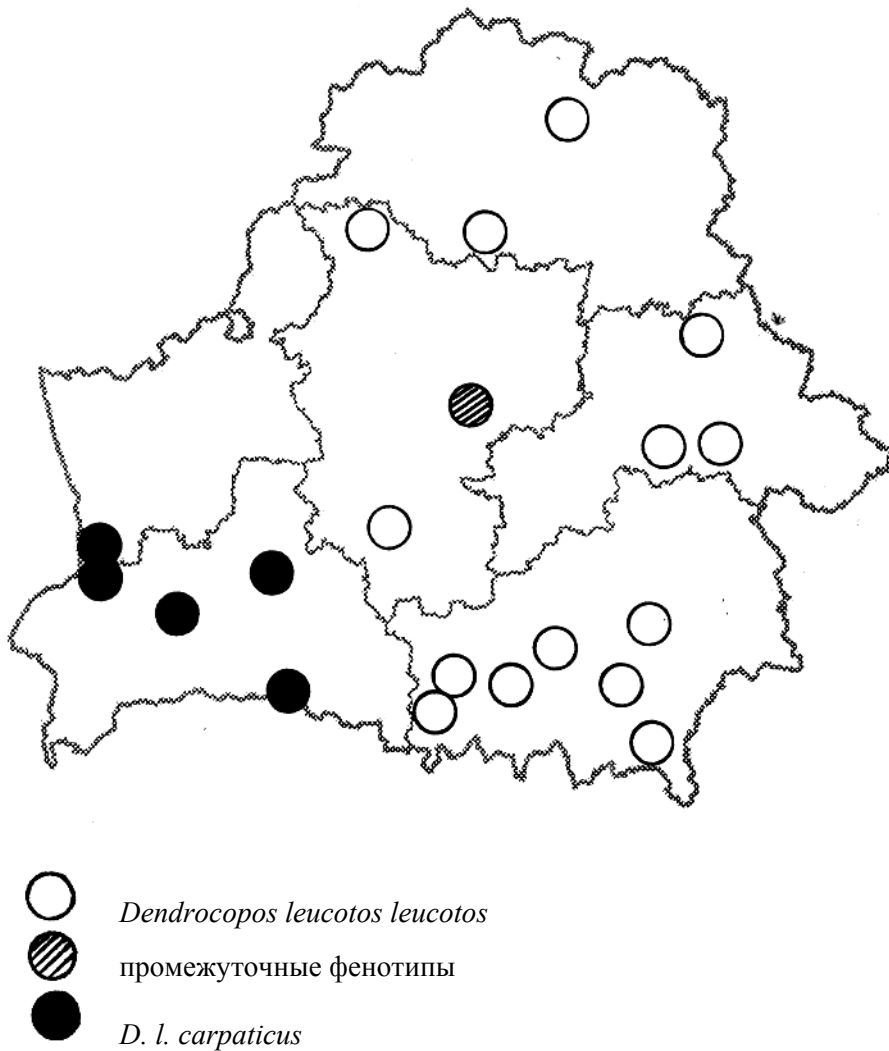 Dendrocopos leucotos leucotos
промежуточные фенотипы
D. l. carpaticus